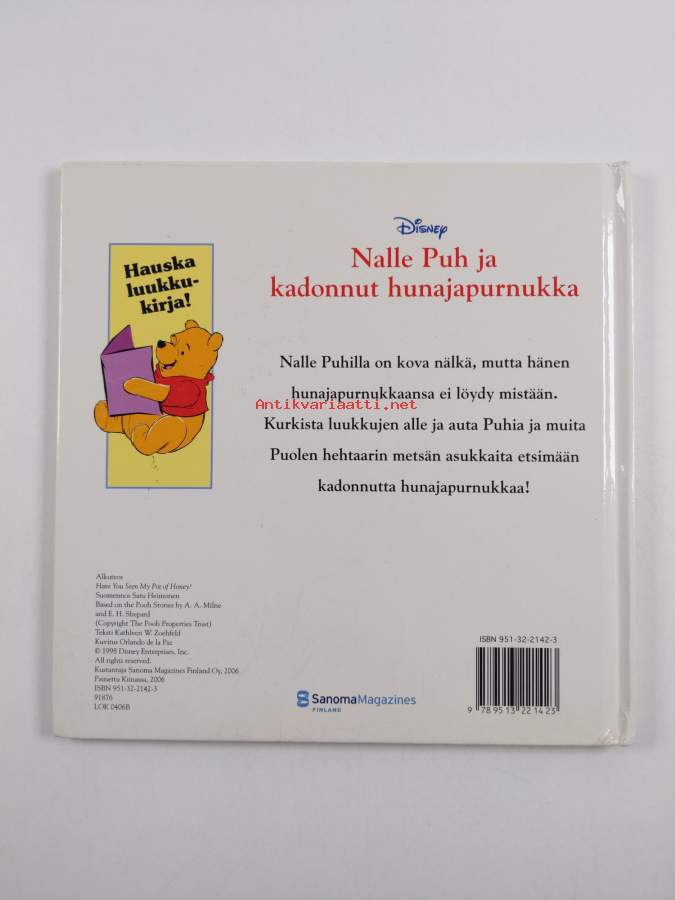 Disney
Nalle Puh ja
kadonnut hunajapurnukka
Hauska
luukku-
kirja!
Nalle Puhilla on kova nälkä, mutta hänen
hunajapurnukkaansa ei löydy mistään.
Antikvariaatti.net
Kurkista luukkujen alle ja auta Puhia ja muita
Puolen hehtaarin metsän asukkaita etsimään
kadonnutta hunajapurnukkaa!
Alkuteos
Have You Seen My Pot of Honey?
Suomennos Satu Heimonen
Based on the Pooh Stories by A. A. Milne
and E. H. Shepard
(Copyright The Pooh Properties Trust)
Teksti Kathleen W. Zoehfeld
Kuvitus Orlando de la Paz
© 1998 Disney Enterprises, Inc.
All rights reserved.
Kustantaja Sanoma Magazines Finland Oy, 2006
Painettu Kiinassa, 2006
ISBN 951-32-2142-3
91876
LOK 0406B
SanomaMagazines
FINLAND
ISBN 951-32-2142-3
9 789513 221423